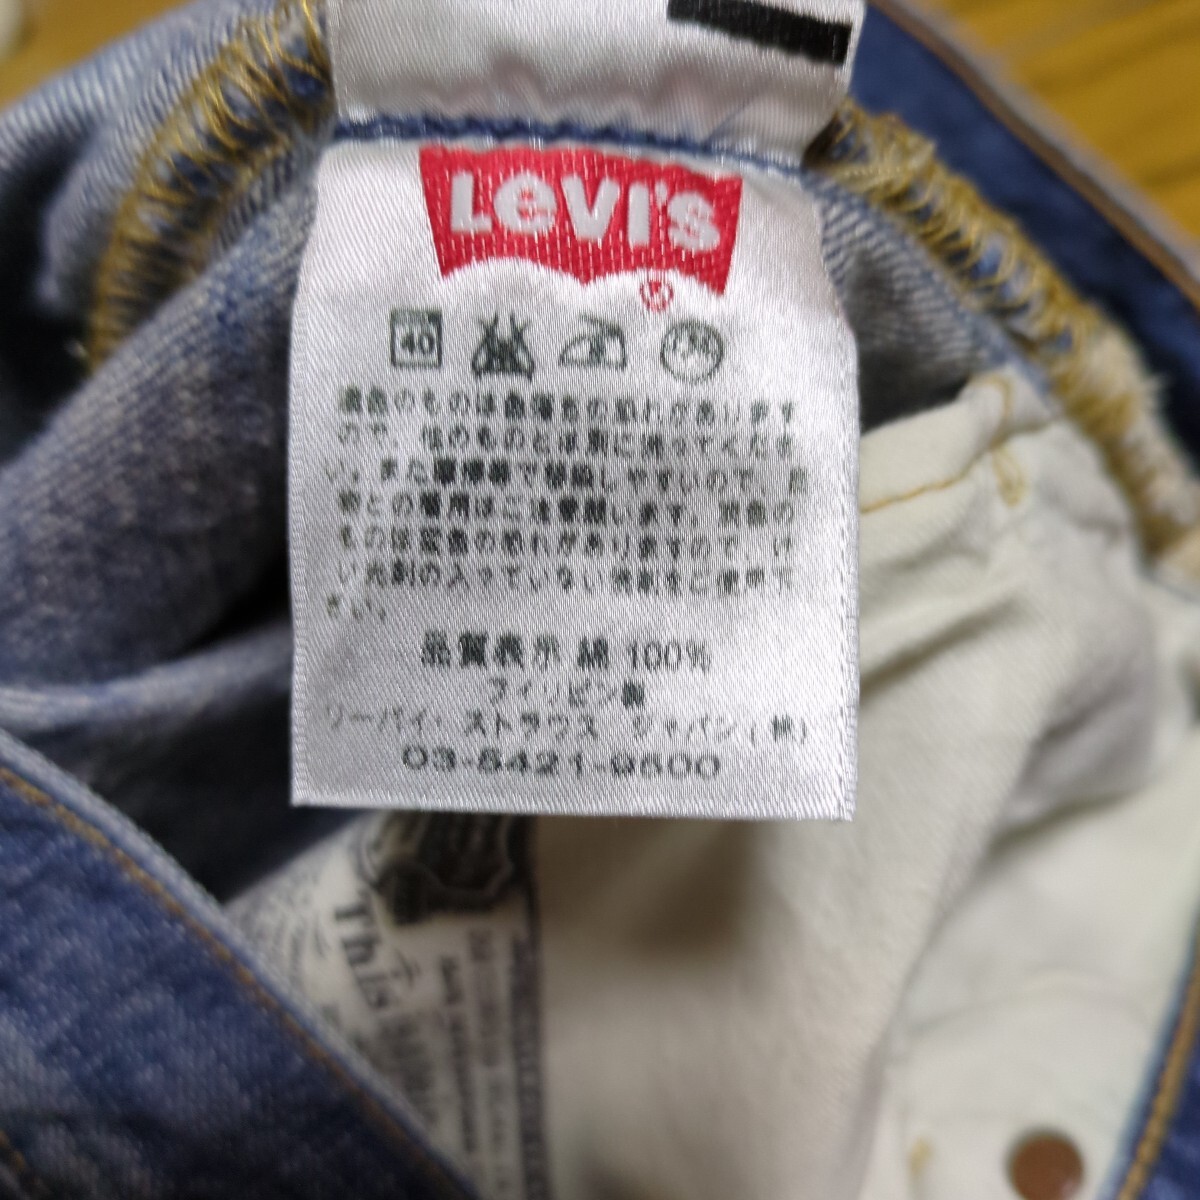 Levi's
40
濃色のものは色落ちの恐れがあります
ので、他のものとは別に洗ってくださ
い。また摩擦等で移染しやすいので、白
物との着用はご注意願います。淡色の
ものは変色の恐れがありますので、け
い光剤の入っていない洗剤をご使用下
さい。
品質表示 綿 100%
フィリピン製
リーバイ・ストラウス ジャパン(株)
03-5421-9500
This